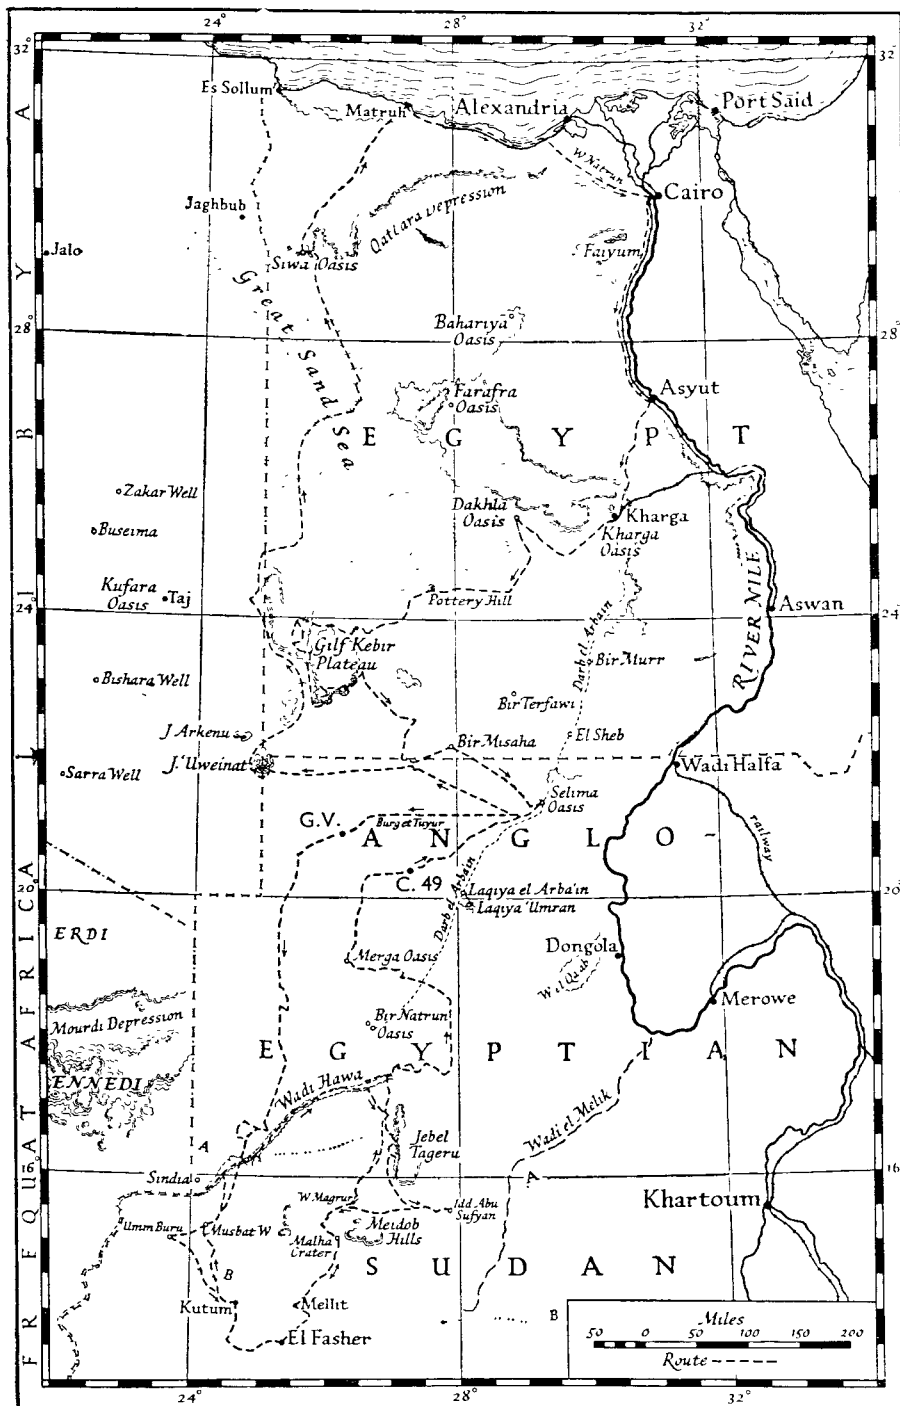 24°
28°
32°
32°
32
A
Es Sollum
Matruh
Alexandria
Port Said
W Natrun
Cairo
Jaghbub
Qattara Depression
Jalo
Siwa Oasis
Faiyum
Y
Great Sand Sea
28°
28°
Bahariya
Oasis
Farafra
Oasis
Asyut
B
E G Y P T
Zakar Well
Buseima
Dakhla
Oasis
Kharga
Kharga
Oasis
Kufara
Oasis
Taj
Pottery Hill
24°
24°
Aswan
RIVER NILE
Gilf Kebir
Plateau
Darb el Arbain
Bir Murr
Bishara Well
Bir Terfawi
J Arkenu
Bir Misaha
El Sheb
J. 'Uweinat
Sarra Well
Wadi Halfa
Selima
Oasis
G.V.
Burg et Tuyur
A N G L O -
railway
C. 49
20°
20°
Laqiya el Arba'in
Laqiya 'Umran
Darb el Arbain
ERDI
Merga Oasis
Dongola
W el Qaab
Merowe
Mourdi Depression
Bir Natrun
Oasis
E G Y P T I A N
ENNEDI
Wadi Hawa
Wadi el Melik
Jebel
Tageru
A
A
16°
16°
Sindia
W Magrur
Idd Abu
Sufyan
Khartoum
Umm Buru
Musbat W
Malha
Crater
Meidob
Hills
S U D A N
B
Kutum
Mellit
B
El Fasher
FR EQUAT AFRICA
Miles
50 0 50 100 150 200
Route
24°
28°
32°